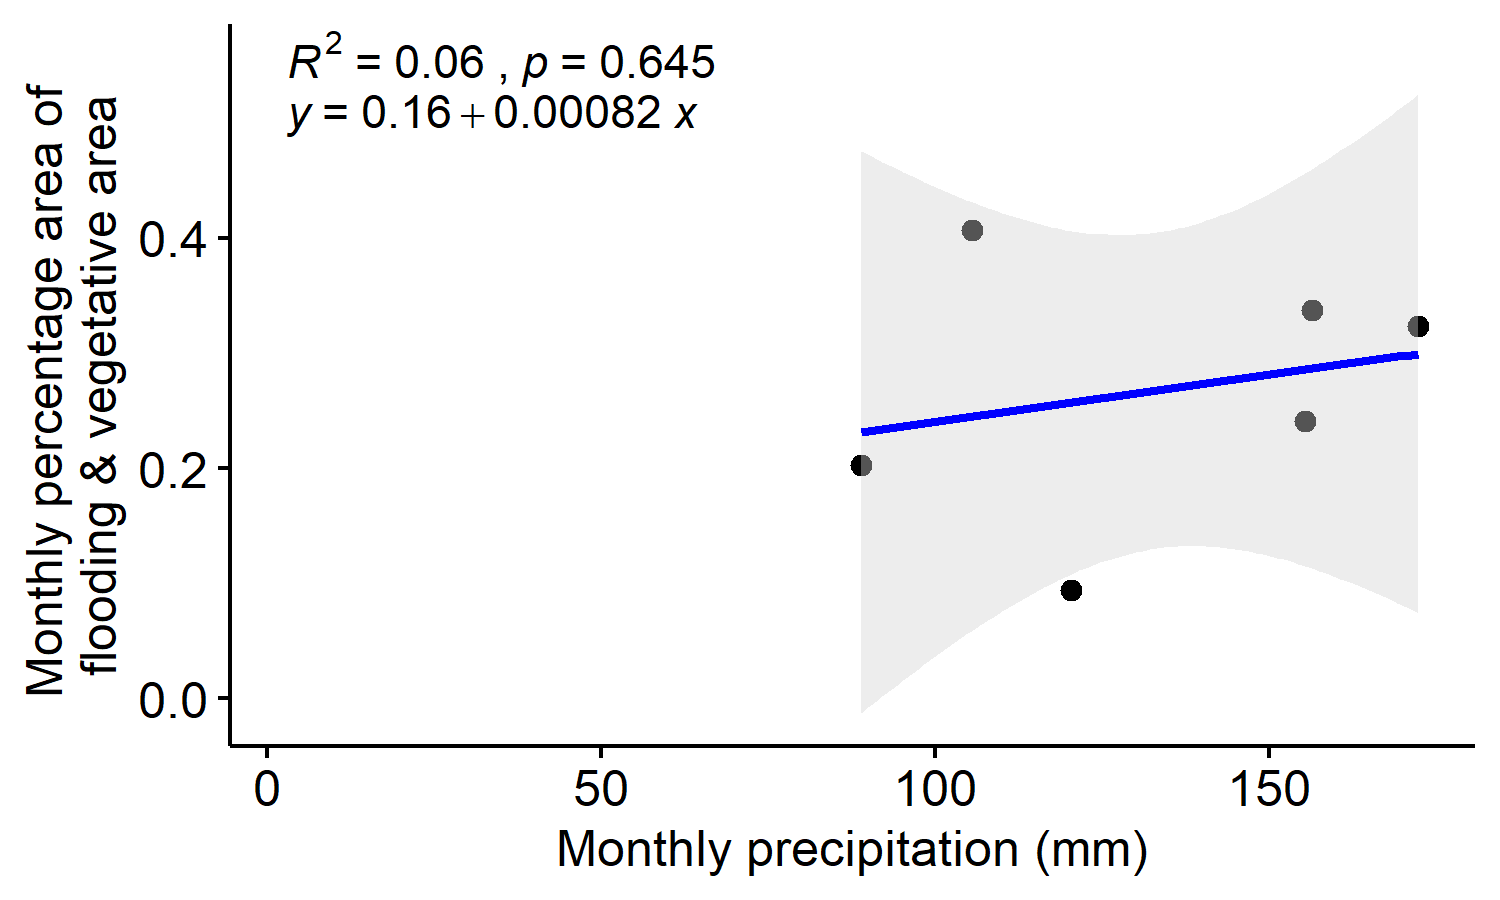 R² = 0.06 , p = 0.645
y = 0.16 + 0.00082 x
Monthly percentage area of
flooding & vegetative area
0.4
0.2
0.0
0 50 100 150
Monthly precipitation (mm)